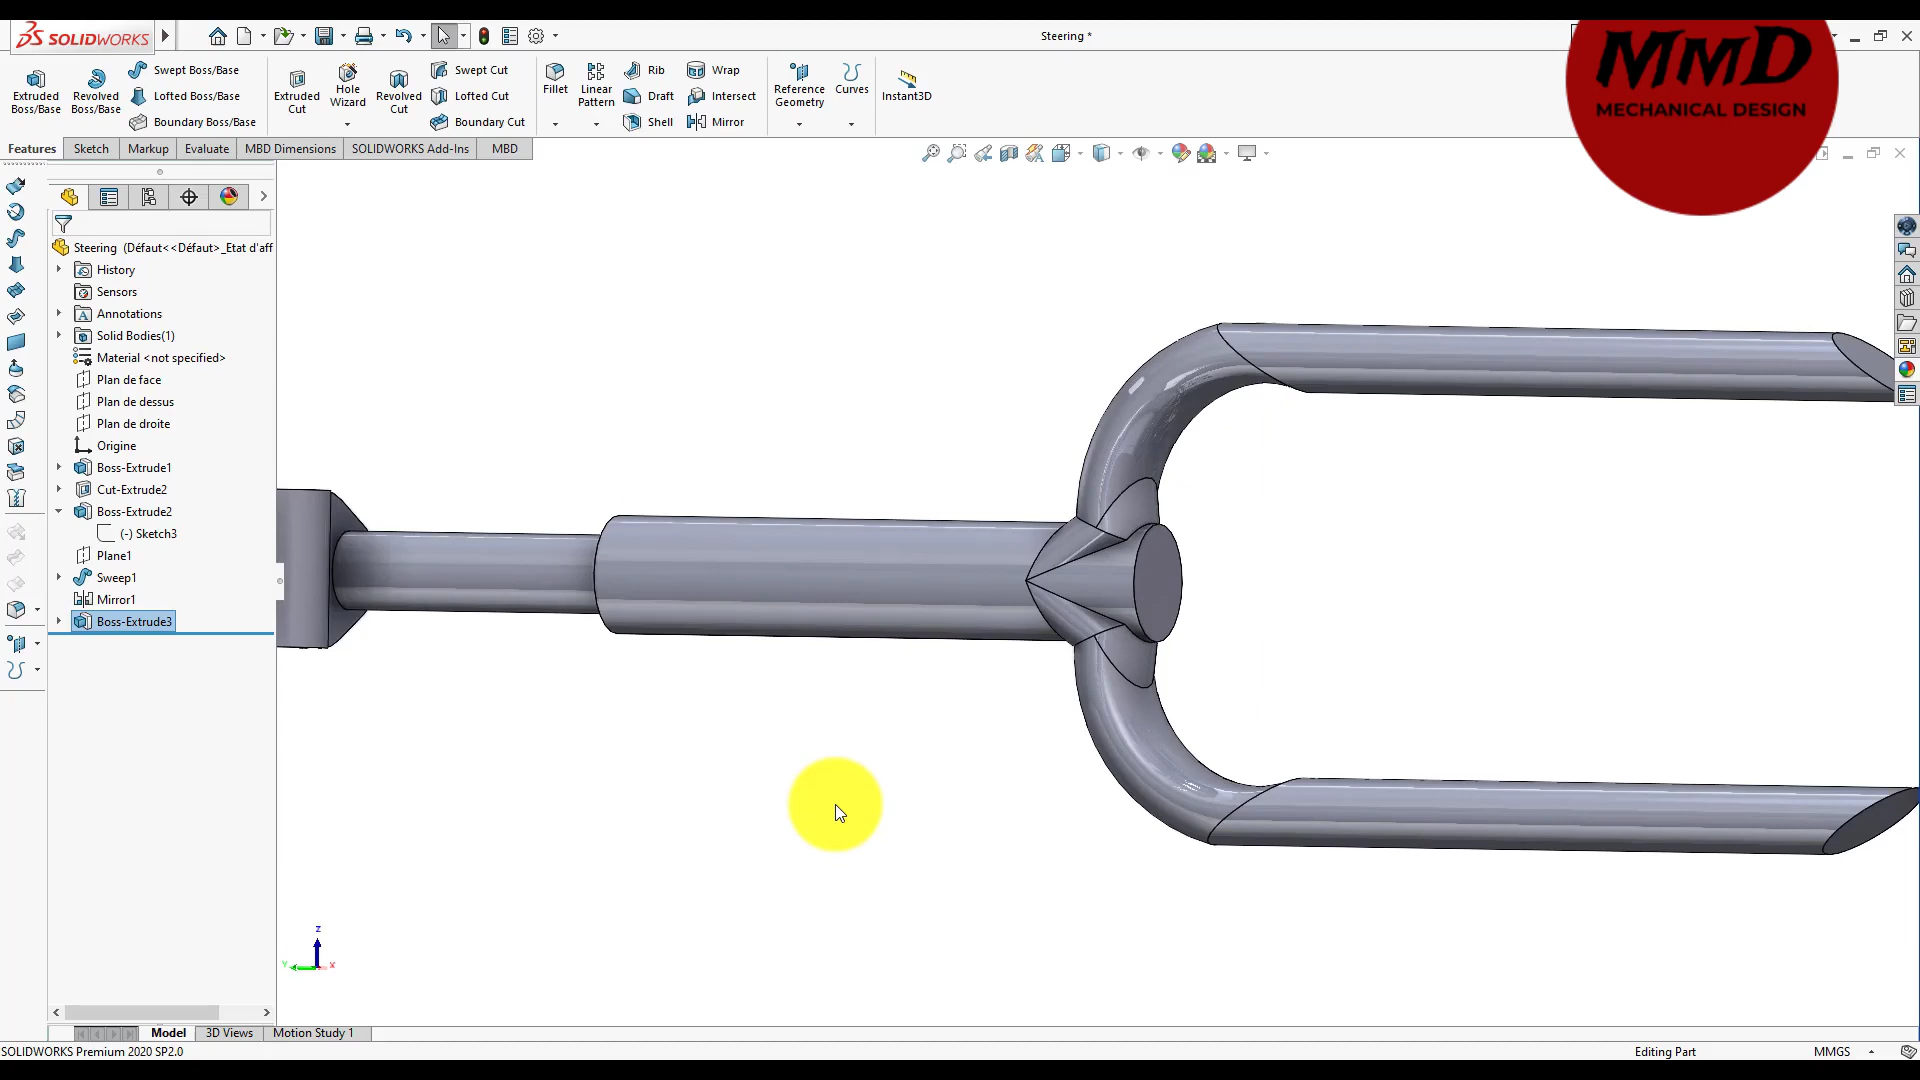 SOLIDWORKS
Steering *
MMD
MECHANICAL DESIGN
Extruded Boss/Base
Revolved Boss/Base
Swept Boss/Base
Lofted Boss/Base
Boundary Boss/Base
Extruded Cut
Hole Wizard
Revolved Cut
Swept Cut
Lofted Cut
Boundary Cut
Fillet
Linear Pattern
Rib
Draft
Shell
Wrap
Intersect
Mirror
Reference Geometry
Curves
Instant3D
Features
Sketch
Markup
Evaluate
MBD Dimensions
SOLIDWORKS Add-Ins
MBD
Steering (Défaut<<Défaut>_Etat d'aff
History
Sensors
Annotations
Solid Bodies(1)
Material <not specified>
Plan de face
Plan de dessus
Plan de droite
Origine
Boss-Extrude1
Cut-Extrude2
Boss-Extrude2
(-) Sketch3
Plane1
Sweep1
Mirror1
Boss-Extrude3
Z
Y
X
Model
3D Views
Motion Study 1
SOLIDWORKS Premium 2020 SP2.0
Editing Part
MMGS